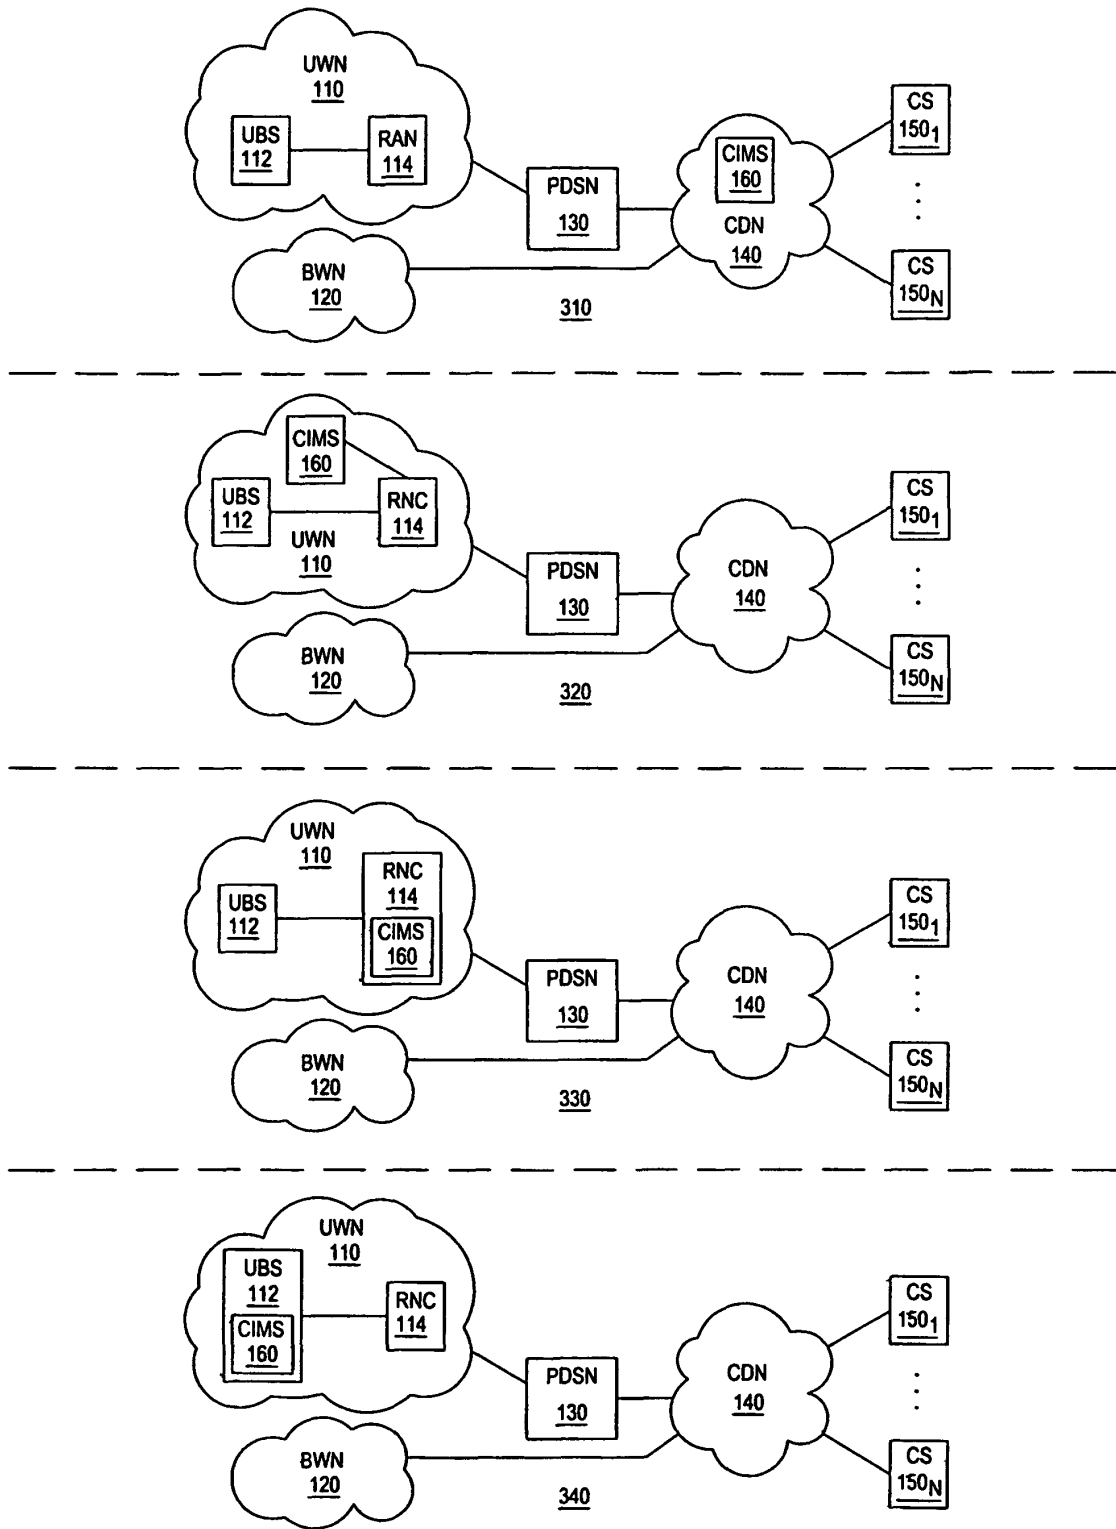 UWN
110
UBS
112
RAN
114
PDSN
130
CIMS
160
CDN
140
CS
150₁
CS
150N
BWN
120
310
CIMS
160
UBS
112
RNC
114
UWN
110
PDSN
130
CDN
140
CS
150₁
CS
150N
BWN
120
320
UWN
110
UBS
112
RNC
114
CIMS
160
PDSN
130
CDN
140
CS
150₁
CS
150N
BWN
120
330
UWN
110
UBS
112
CIMS
160
RNC
114
PDSN
130
CDN
140
CS
150₁
CS
150N
BWN
120
340